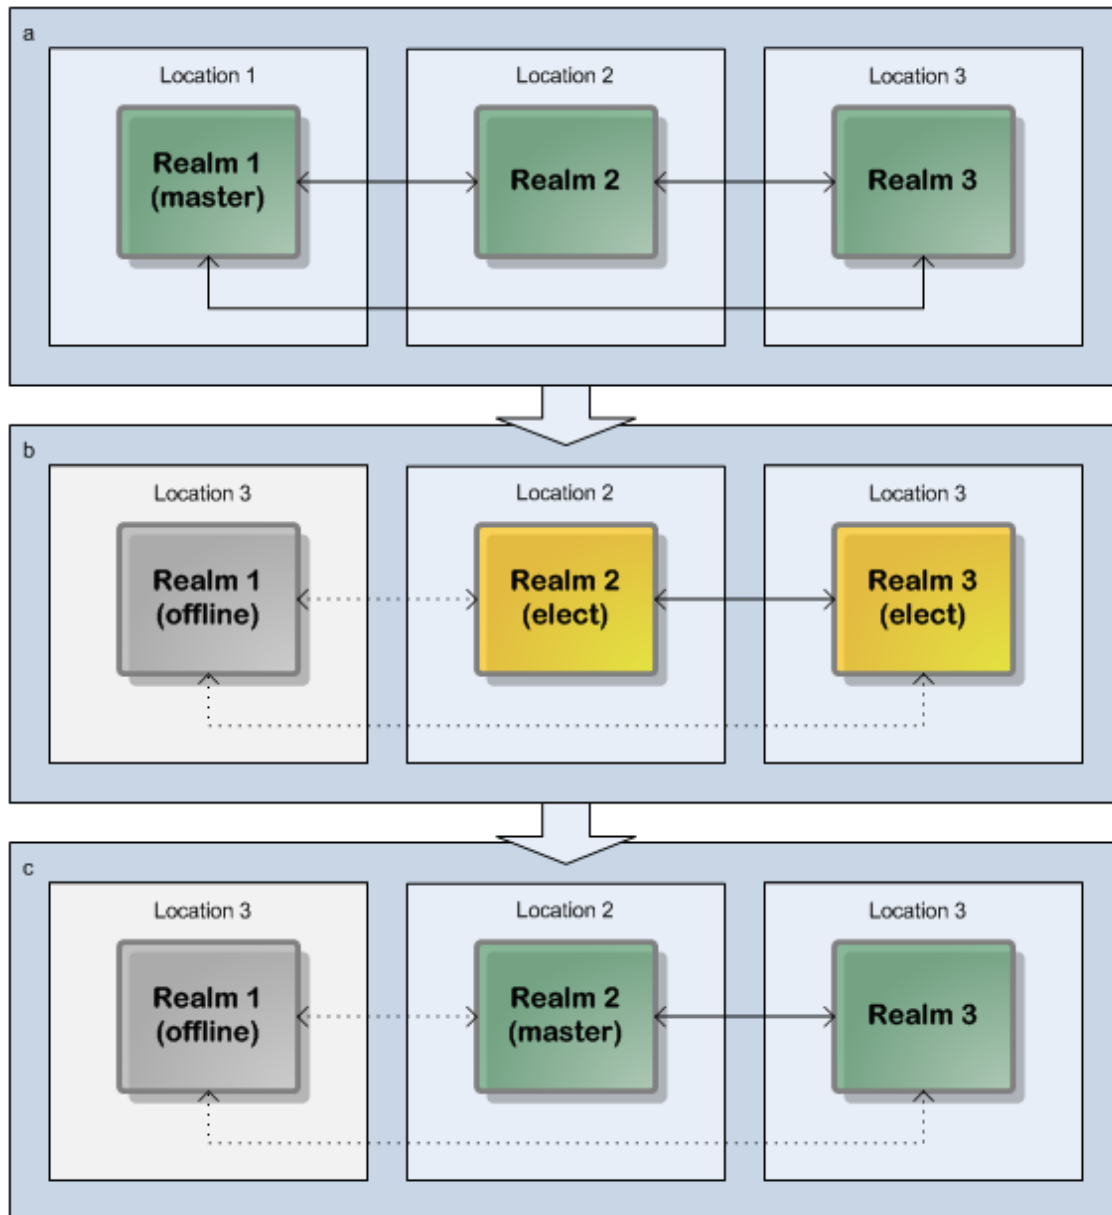 a
Location 1
Location 2
Location 3
Realm 1
(master)
Realm 2
Realm 3
b
Location 3
Location 2
Location 3
Realm 1
(offline)
Realm 2
(elect)
Realm 3
(elect)
c
Location 3
Location 2
Location 3
Realm 1
(offline)
Realm 2
(master)
Realm 3